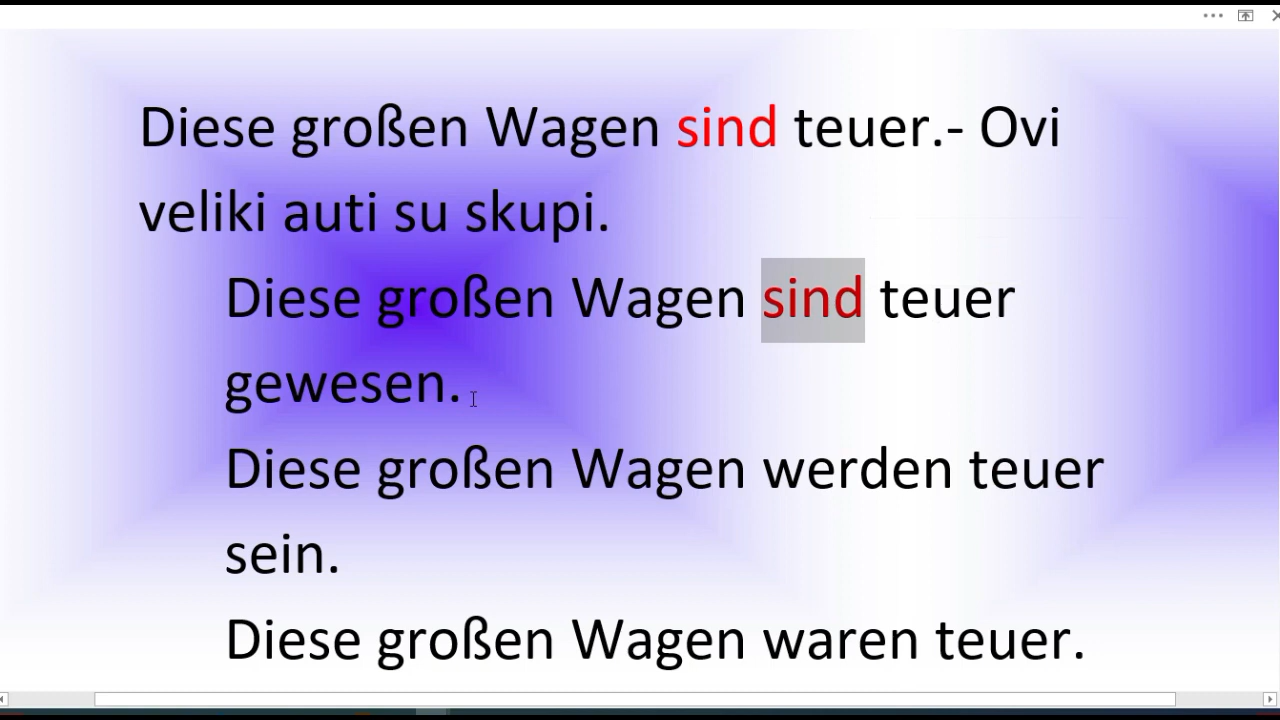 Diese großen Wagen sind teuer.- Ovi
veliki auti su skupi.
Diese großen Wagen sind teuer
gewesen.
Diese großen Wagen werden teuer
sein.
Diese großen Wagen waren teuer.